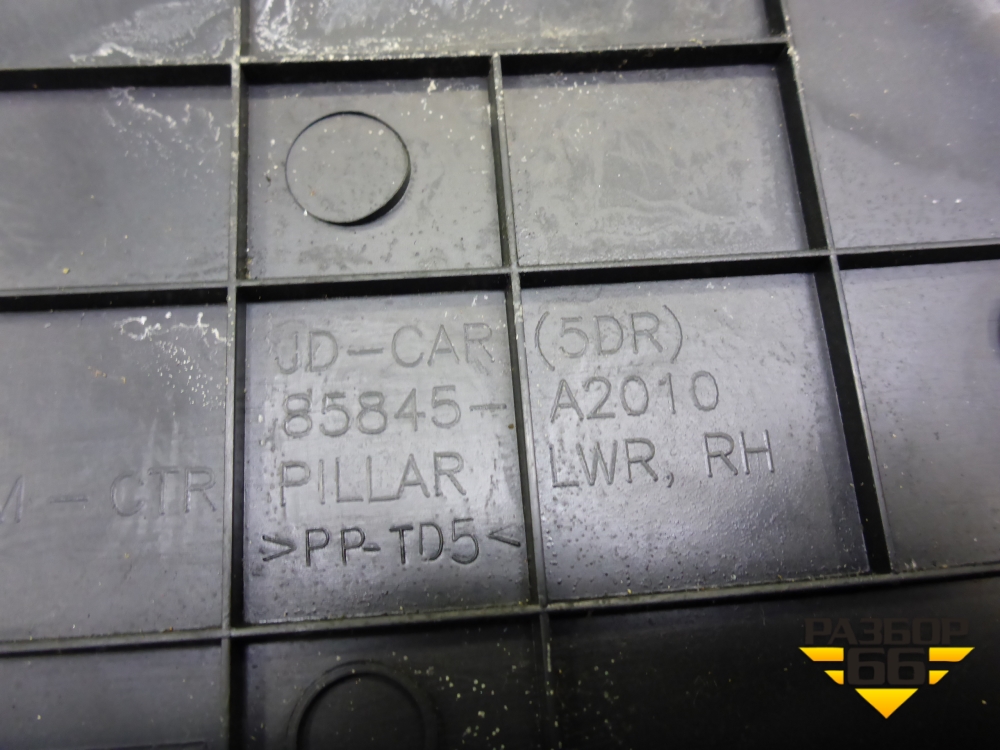 JD-CAR (5DR)
85845-A2010
M-CTR PILLAR LWR, RH
>PP-TD5<
РАЗБОР
66